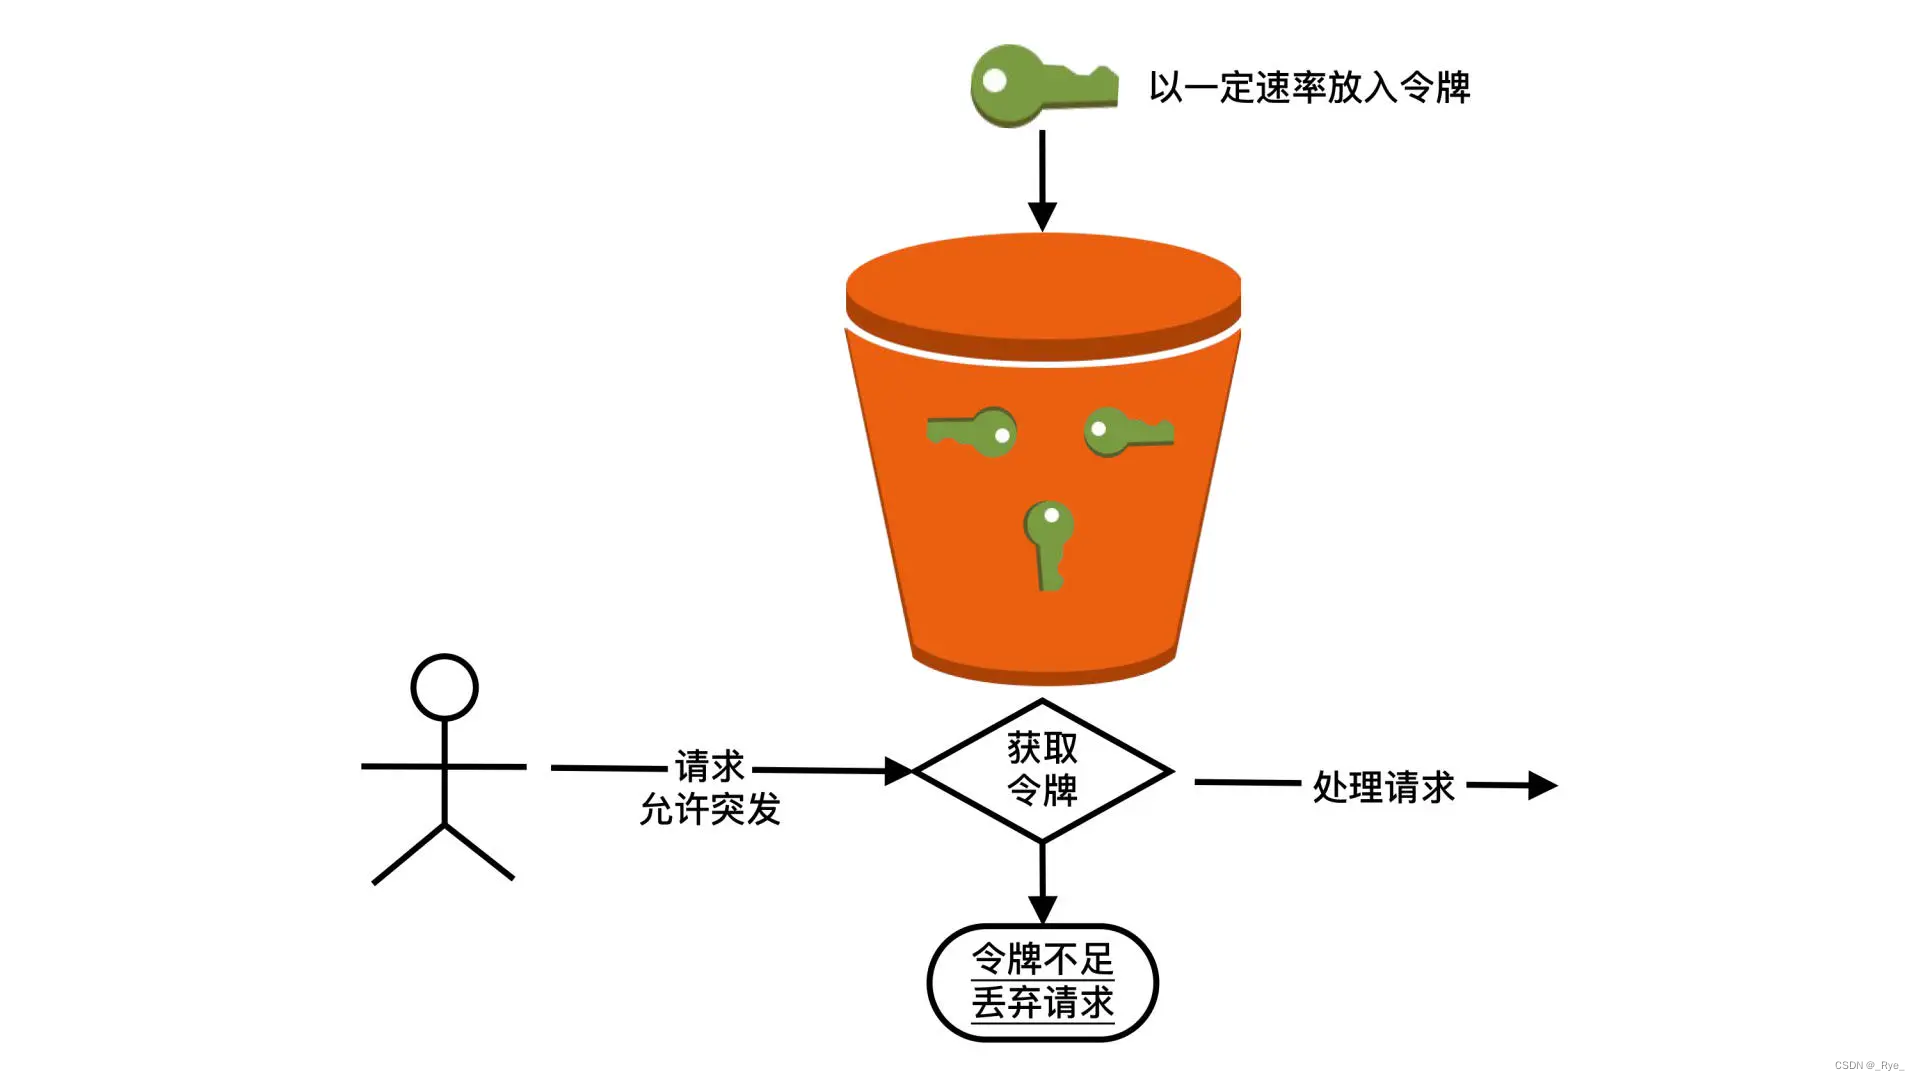 以一定速率放入令牌
请求
允许突发
获取
令牌
处理请求
令牌不足
丢弃请求
CSDN @_Rye_